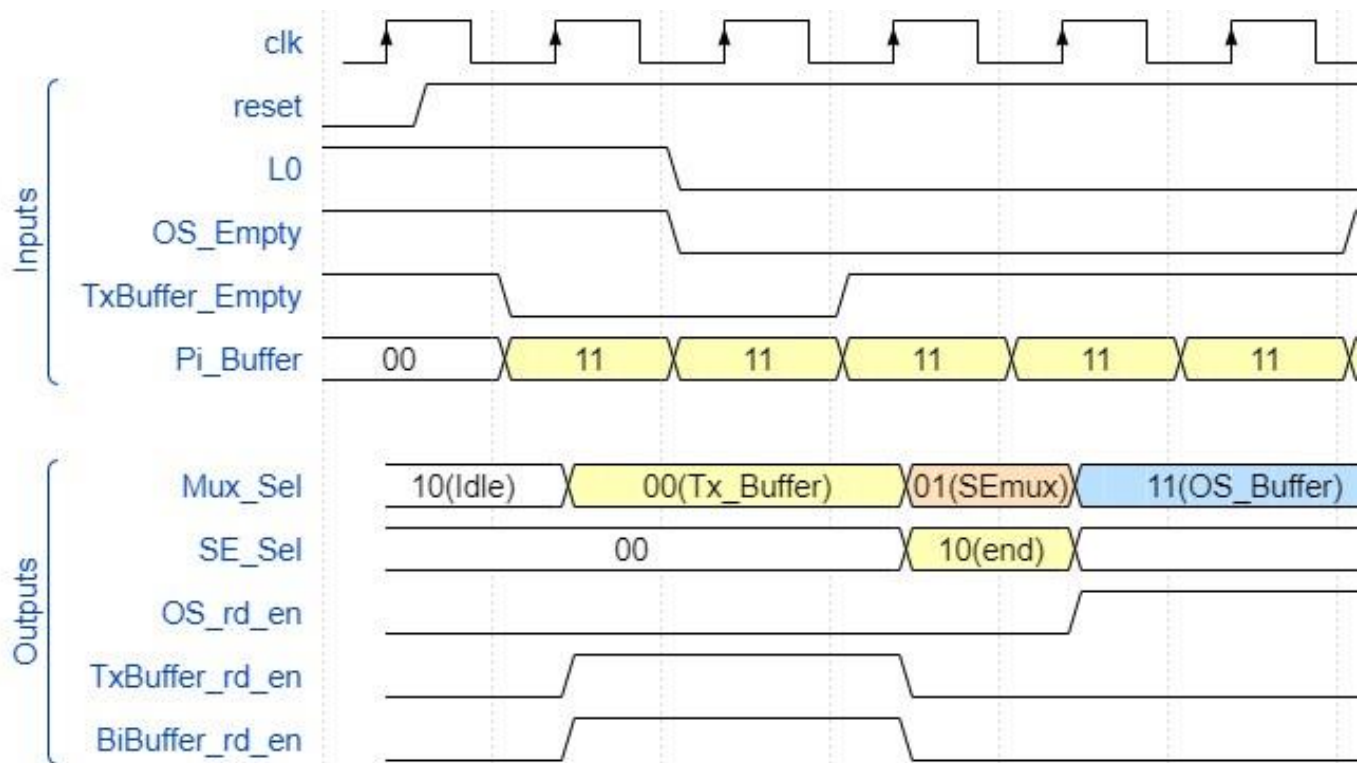 clk
Inputs
reset
L0
OS_Empty
TxBuffer_Empty
Pi_Buffer 00 11 11 11 11 11
Outputs
Mux_Sel 10(Idle) 00(Tx_Buffer) 01(SEmux) 11(OS_Buffer)
SE_Sel 00 10(end)
OS_rd_en
TxBuffer_rd_en
BiBuffer_rd_en